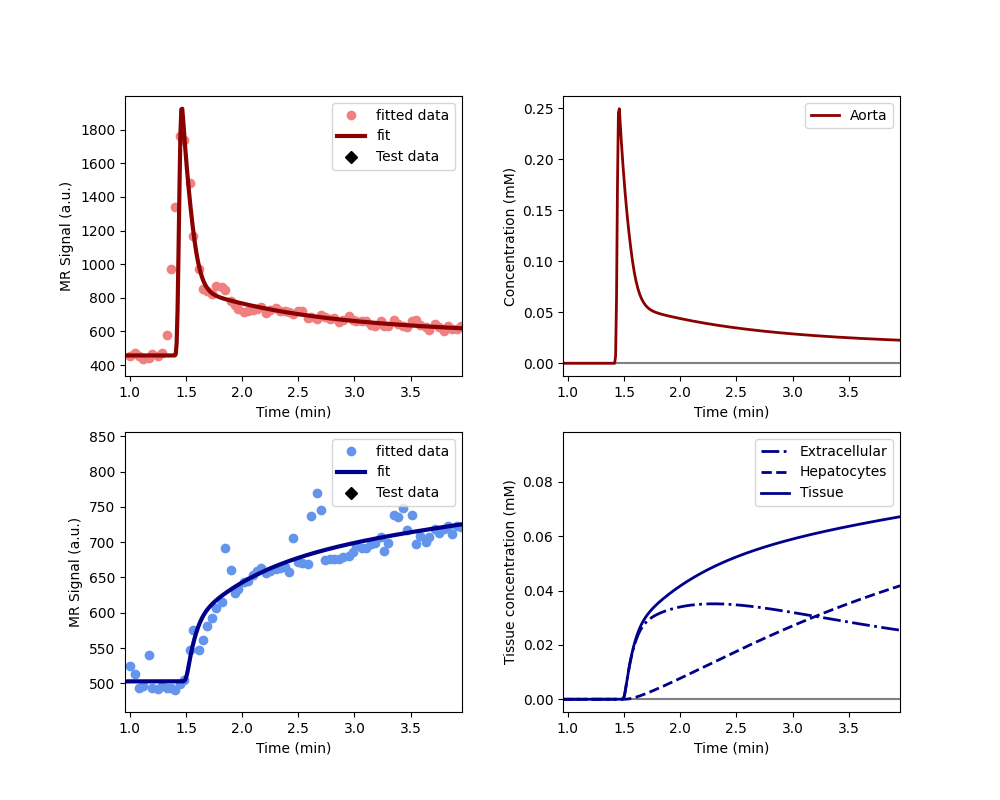 MR Signal (a.u.)
1800
1600
1400
1200
1000
800
600
400
fitted data
fit
Test data
1.0 1.5 2.0 2.5 3.0 3.5
Time (min)
Concentration (mM)
0.25
0.20
0.15
0.10
0.05
0.00
Aorta
1.0 1.5 2.0 2.5 3.0 3.5
Time (min)
MR Signal (a.u.)
850
800
750
700
650
600
550
500
fitted data
fit
Test data
1.0 1.5 2.0 2.5 3.0 3.5
Time (min)
Tissue concentration (mM)
0.08
0.06
0.04
0.02
0.00
Extracellular
Hepatocytes
Tissue
1.0 1.5 2.0 2.5 3.0 3.5
Time (min)